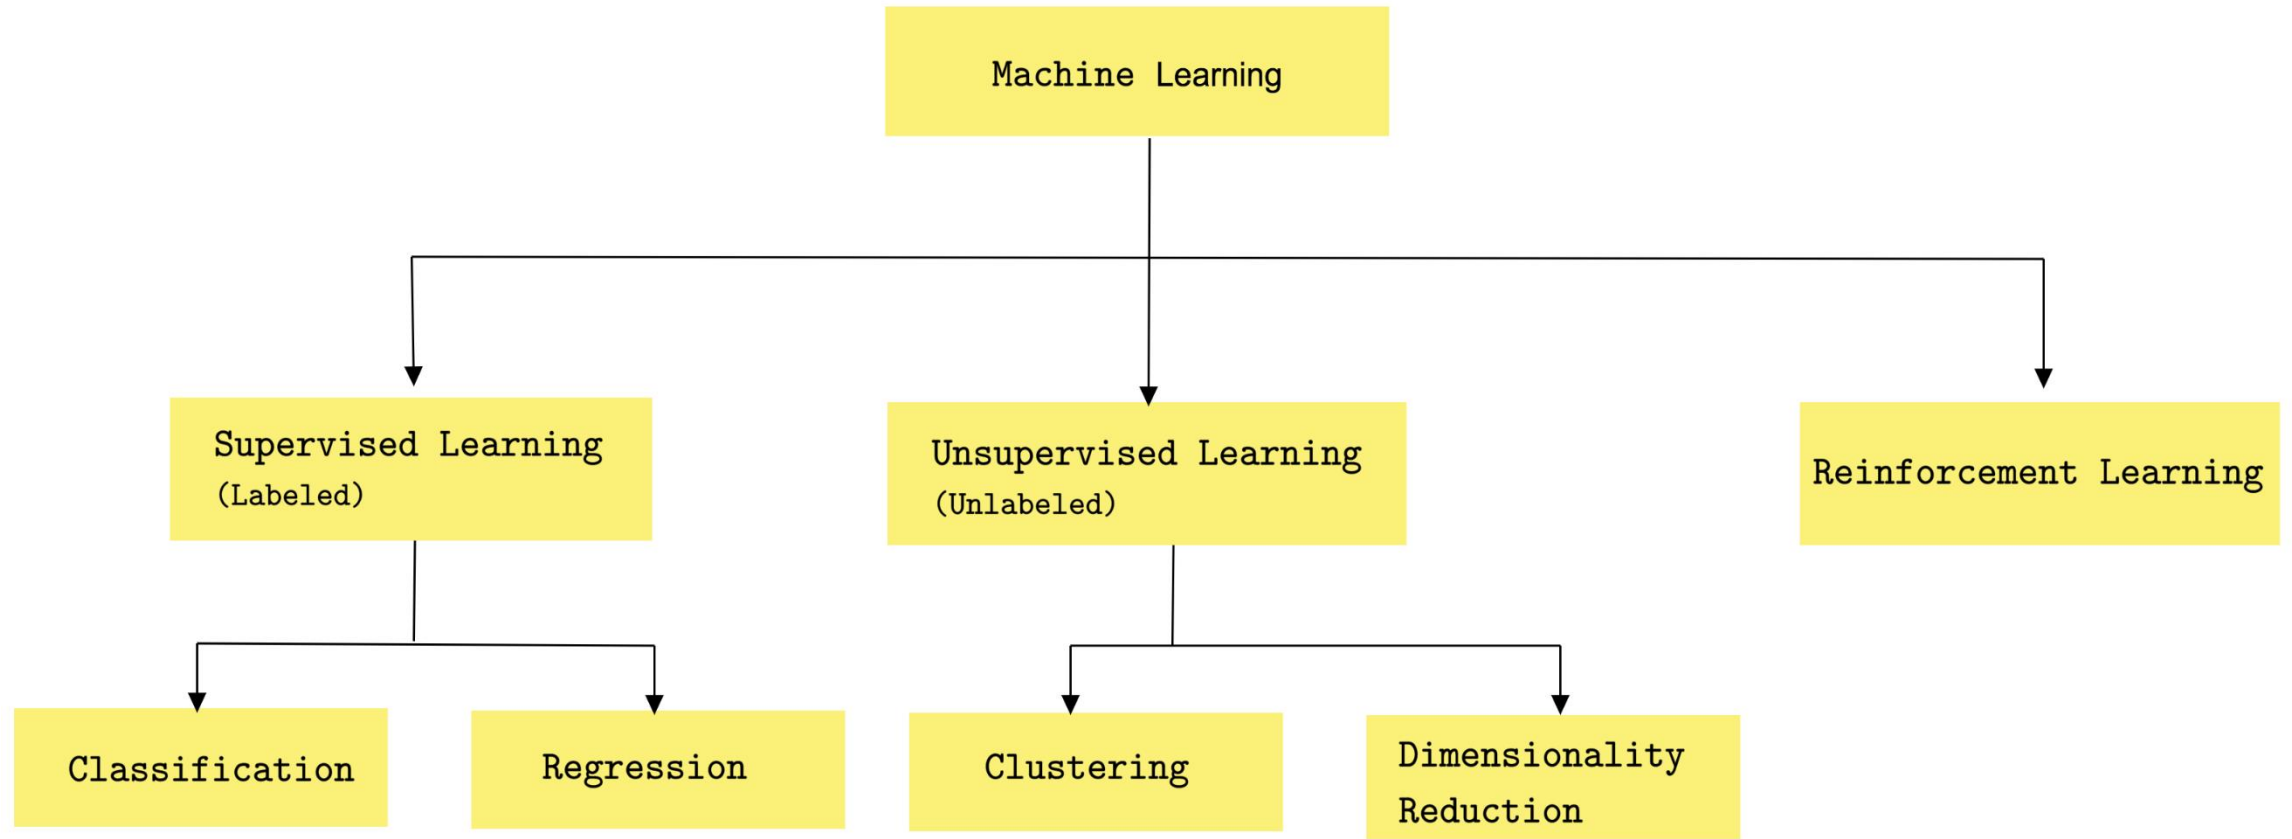 Machine Learning
Supervised Learning
(Labeled)
Unsupervised Learning
(Unlabeled)
Reinforcement Learning
Classification
Regression
Clustering
Dimensionality
Reduction